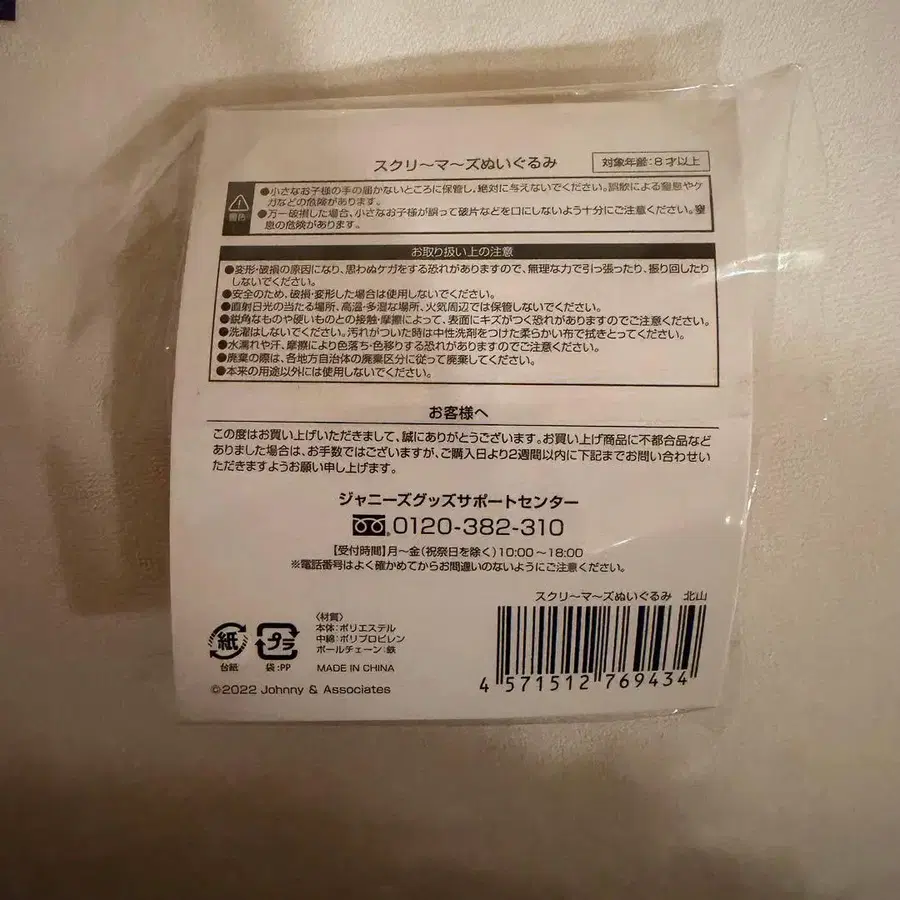 スクリ〜マ〜ズぬいぐるみ
対象年齢:8才以上
警告
●小さなお子様の手の届かないところに保管し、絶対に与えないでください。誤飲による窒息やケ
ガなどの危険があります。
●万一破損した場合、小さなお子様が誤って破片などを口にしないよう十分にご注意ください。窒
息の危険があります。
お取り扱い上の注意
●変形・破損の原因になり、思わぬケガをする恐れがありますので、無理な力で引っ張ったり、振り回したり
しないでください。
●安全のため、破損・変形した場合は使用しないでください。
●直射日光の当たる場所、高温・多湿な場所、火気周辺では保管しないでください。
●鋭角なものや硬いものとの接触・摩擦によって、表面にキズがつく恐れがありますのでご注意ください。
●洗濯はしないでください。汚れがついた時は中性洗剤をつけた柔らかい布で拭きとってください。
●水濡れや汗、摩擦により色落ち・色移りする恐れがありますのでご注意ください。
●廃棄の際は、各地方自治体の廃棄区分に従って廃棄してください。
●本来の用途以外には使用しないでください。
お客様へ
この度はお買い上げいただきまして、誠にありがとうございます。お買い上げ商品に不都合品など
ありました場合は、お手数ではございますが、ご購入日より2週間以内に下記までお問い合わせい
ただきますようお願い申し上げます。
ジャニーズグッズサポートセンター
0120-382-310
【受付時間】月〜金(祝祭日を除く)10:00〜18:00
※電話番号はよく確かめてからお間違いのないようにご注意ください。
スクリ〜マ〜ズぬいぐるみ 北山
紙
台紙
プラ
袋:PP
〈材質〉
本体:ポリエステル
中綿:ポリプロピレン
ボールチェーン:鉄
MADE IN CHINA
©2022 Johnny & Associates
4 571512 769434